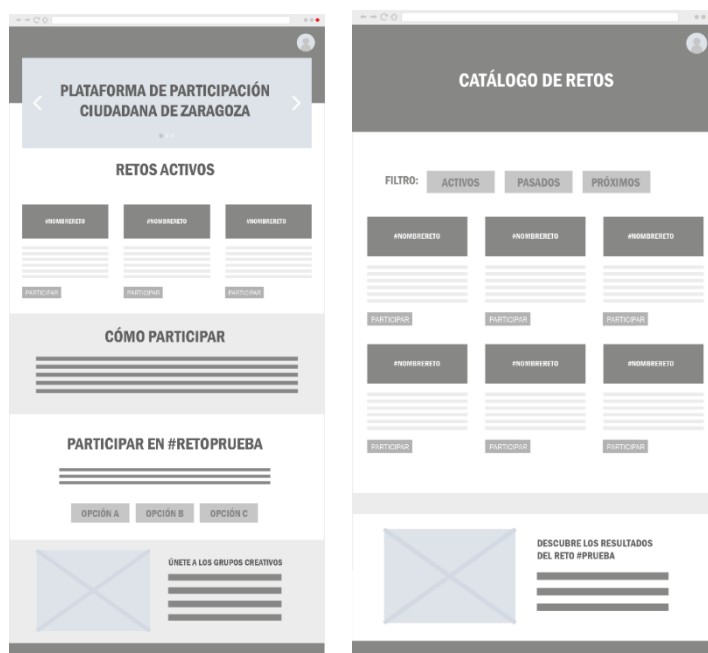 PLATAFORMA DE PARTICIPACIÓN
CIUDADANA DE ZARAGOZA
RETOS ACTIVOS
#NOMBRERETO
#NOMBRERETO
#NOMBRERETO
PARTICIPAR
PARTICIPAR
PARTICIPAR
CÓMO PARTICIPAR
PARTICIPAR EN #RETOPRUEBA
OPCIÓN A
OPCIÓN B
OPCIÓN C
ÚNETE A LOS GRUPOS CREATIVOS
CATÁLOGO DE RETOS
FILTRO:
ACTIVOS
PASADOS
PRÓXIMOS
#NOMBRERETO
#NOMBRERETO
#NOMBRERETO
PARTICIPAR
PARTICIPAR
PARTICIPAR
#NOMBRERETO
#NOMBRERETO
#NOMBRERETO
PARTICIPAR
PARTICIPAR
PARTICIPAR
DESCUBRE LOS RESULTADOS
DEL RETO #PRUEBA